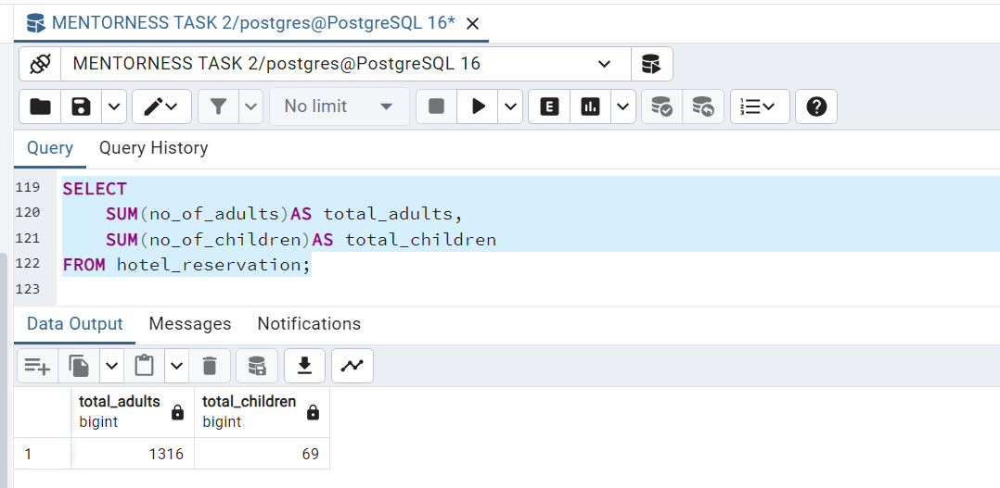 MENTORNESS TASK 2/postgres@PostgreSQL 16*
MENTORNESS TASK 2/postgres@PostgreSQL 16
No limit
E
Query Query History
119 SELECT
120 SUM(no_of_adults)AS total_adults,
121 SUM(no_of_children)AS total_children
122 FROM hotel_reservation;
123
Data Output Messages Notifications
total_adults total_children
bigint bigint
1 1316 69